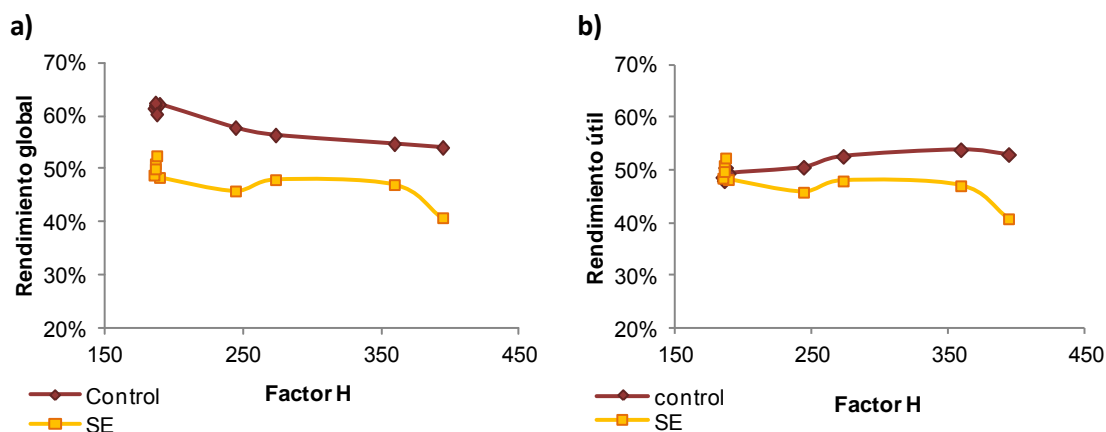 a)
Rendimiento global
70%
60%
50%
40%
30%
20%
150
250
350
450
Factor H
Control
SE
b)
Rendimiento útil
70%
60%
50%
40%
30%
20%
150
250
350
450
Factor H
control
SE